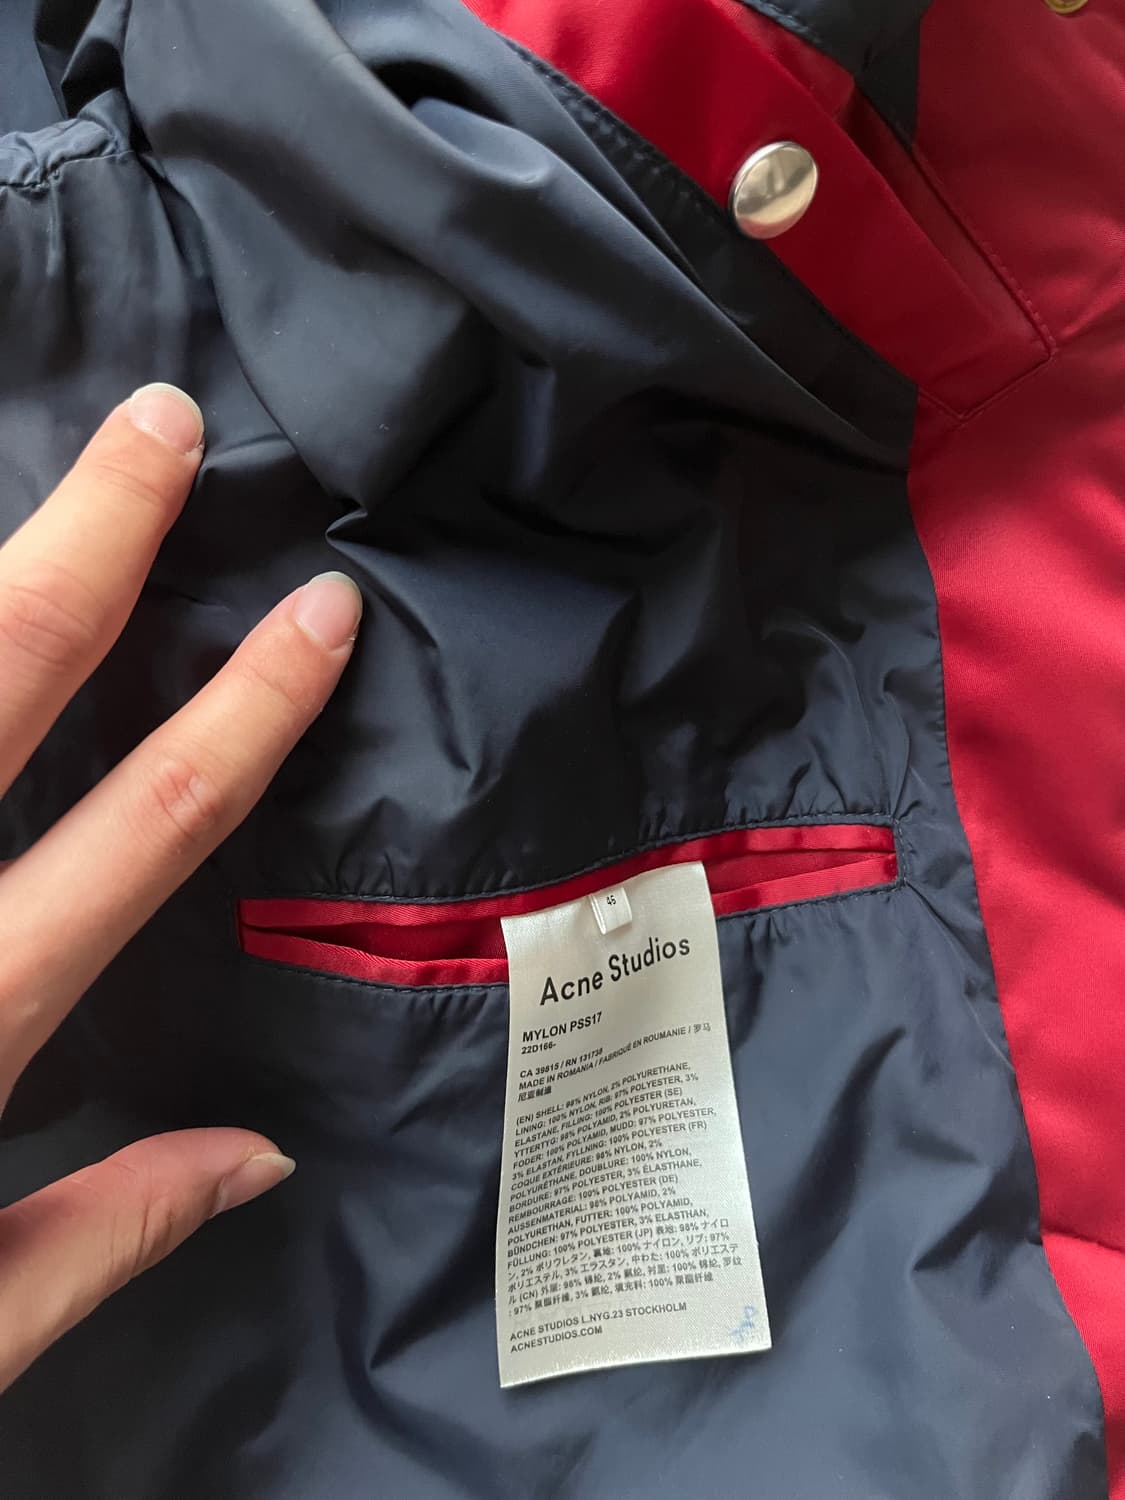 46
Acne Studios
MYLON PSS17
22D166-
CA 39815 / RN 131738
MADE IN ROMANIA / FABRIQUÉ EN ROUMANIE / 罗马
尼亚制造
(EN) SHELL: 98% NYLON, 2% POLYURETHANE,
LINING: 100% NYLON, RIB: 97% POLYESTER, 3%
ELASTANE, FILLING: 100% POLYESTER (SE)
YTTERTYG: 98% POLYAMID, 2% POLYURETAN,
FODER: 100% POLYAMID, MUDD: 97% POLYESTER,
3% ELASTAN, FYLLNING: 100% POLYESTER (FR)
COQUE EXTÉRIEURE: 98% NYLON, 2%
POLYURÉTHANE, DOUBLURE: 100% NYLON,
BORDURE: 97% POLYESTER, 3% ÉLASTHANE,
REMBOURRAGE: 100% POLYESTER (DE)
AUSSENMATERIAL: 98% POLYAMID, 2%
POLYURETHAN, FUTTER: 100% POLYAMID,
BÜNDCHEN: 97% POLYESTER, 3% ELASTHAN,
FÜLLUNG: 100% POLYESTER (JP) 表地: 98% ナイロ
ン, 2% ポリウレタン, 裏地: 100% ナイロン, リブ: 97%
ポリエステル, 3% エラスタン, 中わた: 100% ポリエステ
ル (CN) 外层: 98% 锦纶, 2% 氨纶, 衬里: 100% 锦纶, 罗纹
: 97% 聚酯纤维, 3% 氨纶, 填充料: 100% 聚酯纤维
ACNE STUDIOS L.NYG.23 STOCKHOLM
ACNESTUDIOS.COM